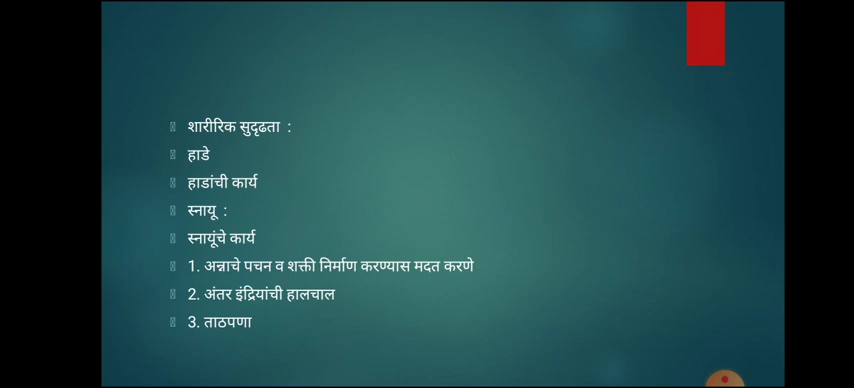 शारीरिक सुदृढता :
हाडे
हाडांची कार्य
स्नायू :
स्नायूंचे कार्य
1. अन्नाचे पचन व शक्ती निर्माण करण्यास मदत करणे
2. अंतर इंद्रियांची हालचाल
3. ताठपणा